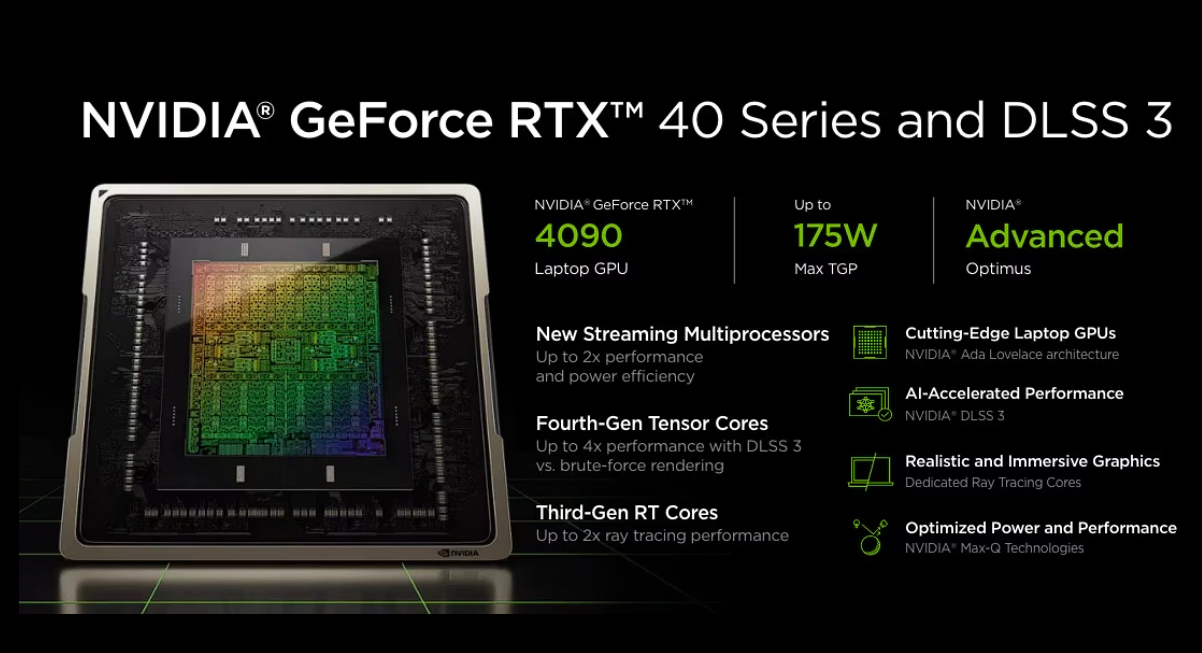 NVIDIA® GeForce RTX™ 40 Series and DLSS 3
NVIDIA® GeForce RTX™
4090
Laptop GPU
Up to
175W
Max TGP
NVIDIA®
Advanced
Optimus
New Streaming Multiprocessors
Up to 2x performance
and power efficiency
Fourth-Gen Tensor Cores
Up to 4x performance with DLSS 3
vs. brute-force rendering
Third-Gen RT Cores
Up to 2x ray tracing performance
Cutting-Edge Laptop GPUs
NVIDIA® Ada Lovelace architecture
AI-Accelerated Performance
NVIDIA® DLSS 3
Realistic and Immersive Graphics
Dedicated Ray Tracing Cores
Optimized Power and Performance
NVIDIA® Max-Q Technologies
NVIDIA